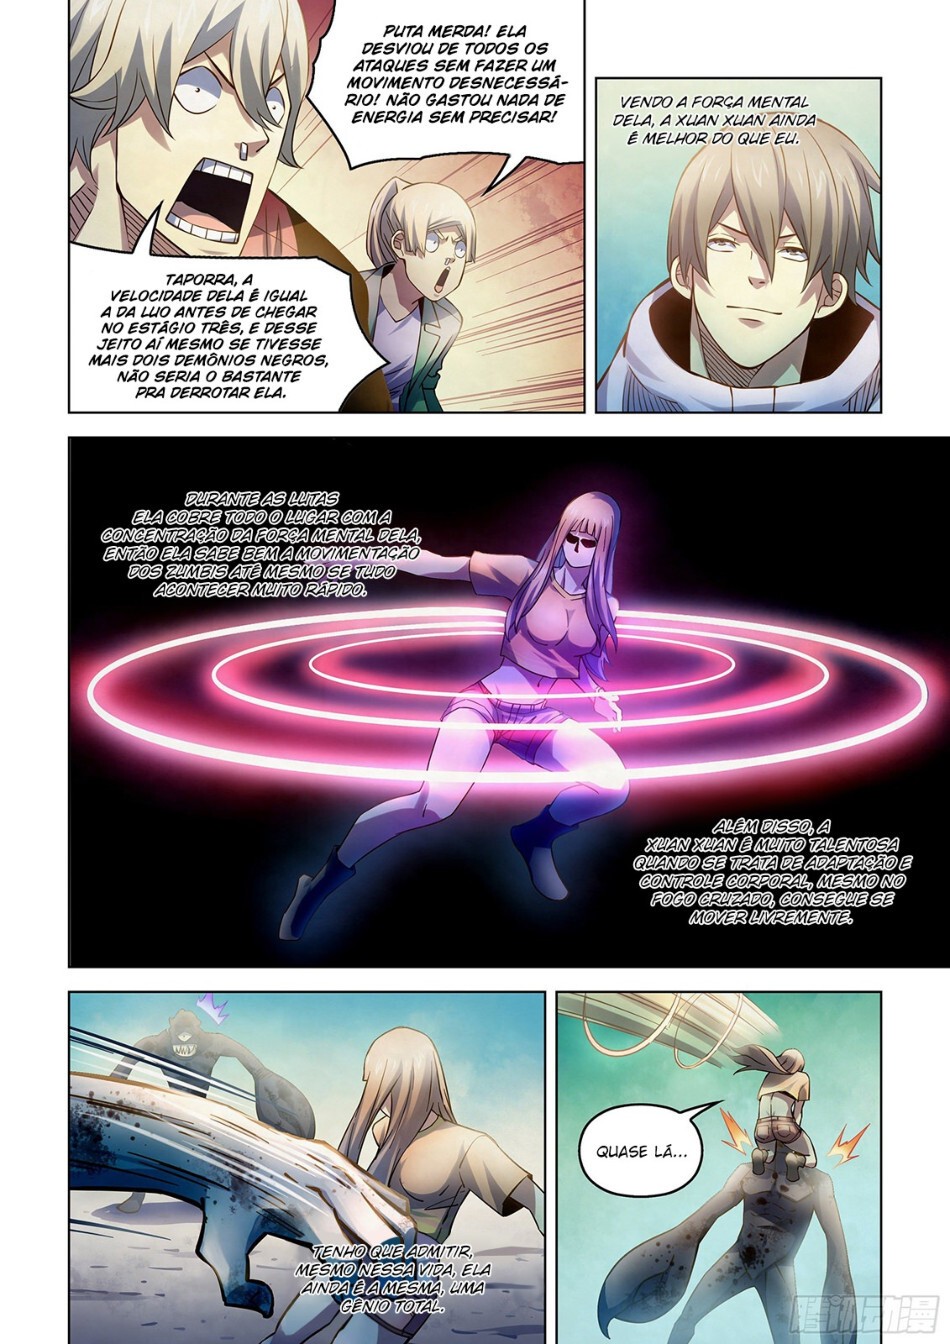 PUTA MERDA! ELA
DESVIOU DE TODOS OS
ATAQUES SEM FAZER UM
MOVIMENTO DESNECESSÁ-
RIO! NÃO GASTOU NADA DE
ENERGIA SEM PRECISAR!
TAPORRA, A
VELOCIDADE DELA É IGUAL
A DA LUO ANTES DE CHEGAR
NO ESTÁGIO TRÊS, E DESSE
JEITO AÍ MESMO SE TIVESSE
MAIS DOIS DEMÔNIOS NEGROS,
NÃO SERIA O BASTANTE
PRA DERROTAR ELA.
VENDO A FORÇA MENTAL
DELA, A XUAN XUAN AINDA
É MELHOR DO QUE EU.
DURANTE AS LUTAS
ELA COBRE TODO O LUGAR COM A
CONCENTRAÇÃO DA FORÇA MENTAL DELA,
ENTÃO ELA SABE BEM A MOVIMENTAÇÃO
DOS ZUMBIS ATÉ MESMO SE TUDO
ACONTECER MUITO RÁPIDO.
ALÉM DISSO, A
XUAN XUAN É MUITO TALENTOSA
QUANDO SE TRATA DE ADAPTAÇÃO E
CONTROLE CORPORAL, MESMO NO
FOGO CRUZADO, CONSEGUE SE
MOVER LIVREMENTE.
TENHO QUE ADMITIR,
MESMO NESSA VIDA, ELA
AINDA É A MESMA, UMA
GÊNIO TOTAL.
QUASE LÁ...
腾讯动漫